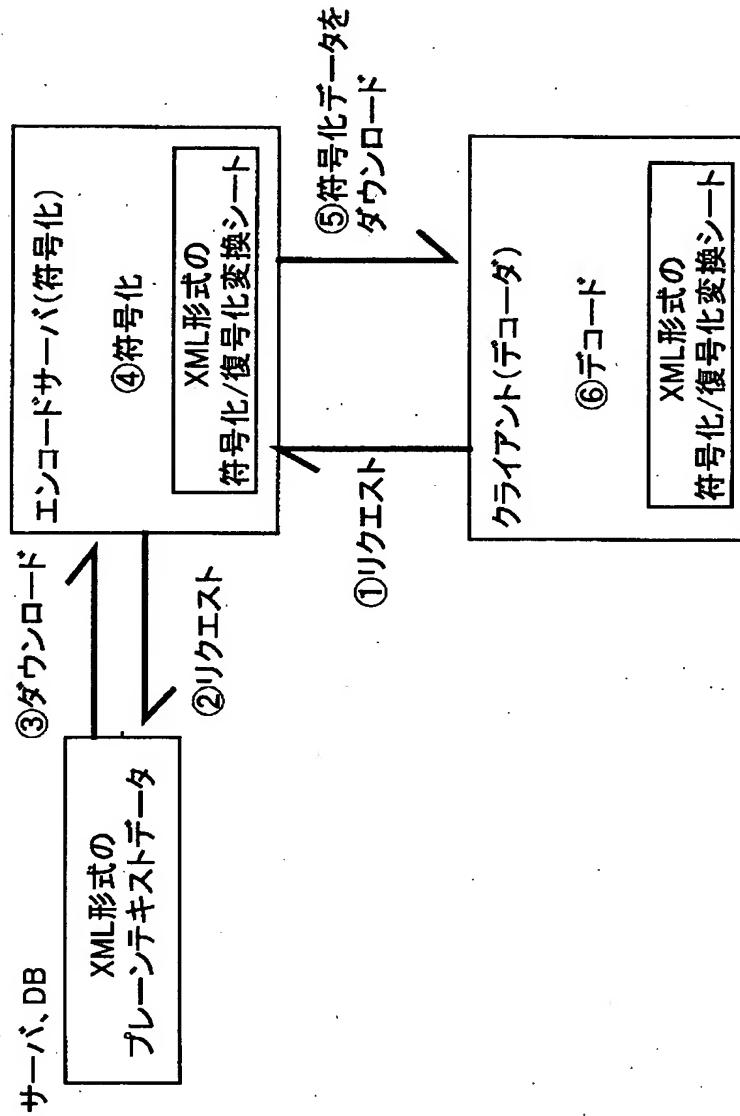 サーバ、DB
XML形式の
プレーンテキストデータ
③ダウンロード
②リクエスト
エンコードサーバ(符号化)
④符号化
XML形式の
符号化/復号化変換シート
①リクエスト
⑤符号化データを
ダウンロード
クライアント(デコーダ)
⑥デコード
XML形式の
符号化/復号化変換シート